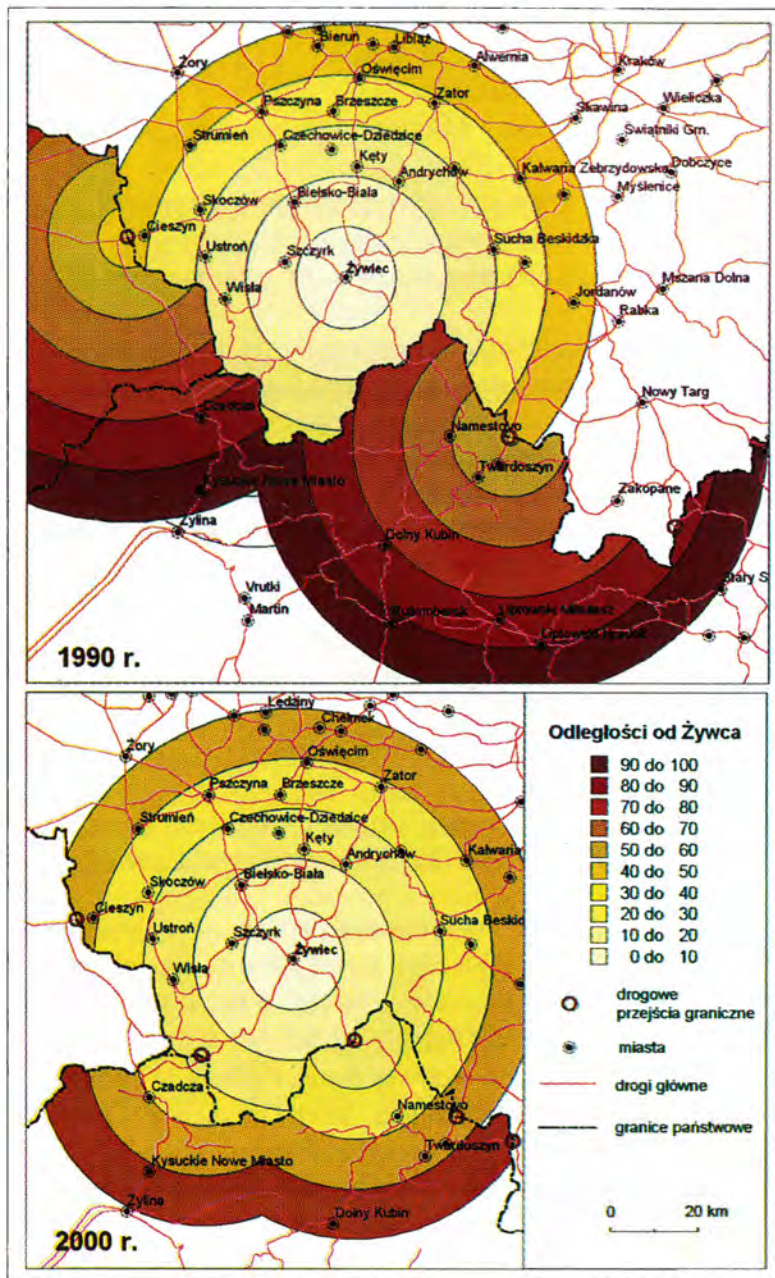 Bieruń
Libiąż
Żory
Alwernia
Kraków
Oświęcim
Pszczyna
Brzeszcze
Zator
Skawina
Wieliczka
Strumień
Czechowice-Dziedzice
Swiątniki Grn.
Kęty
Andrychów
Kalwaria Zebrzydowska
Dobczyce
Myślenice
Skoczów
Bielsko-Biala
Cieszyn
Ustroń
Szczyrk
Sucha Beskidzka
Żywiec
Wisła
Jordanów
Mszana Dolna
Rabka
Nowy Targ
Czadcza
Namestovo
Twardoszyn
Kysuckie Nowe Miasto
Zakopane
Żylina
Dolny Kubin
Vrutki
Stary S
Martin
Rużomberok
Liptowski Mikulasz
Liptowski Hradok
1990 r.
Lędziny
Chełmek
Żory
Oświęcim
Pszczyna
Brzeszcze
Zator
Strumień
Czechowice-Dziedzice
Kęty
Andrychów
Kalwaria
Skoczów
Bielsko-Biała
Cieszyn
Ustroń
Szczyrk
Sucha Beskid
Żywiec
Wisła
Czadcza
Namestovo
Twardoszyn
Kysuckie Nowe Miasto
Żylina
Dolny Kubin
2000 r.
Odległości od Żywca
90 do 100
80 do 90
70 do 80
60 do 70
50 do 60
40 do 50
30 do 40
20 do 30
10 do 20
0 do 10
drogowe
przejścia graniczne
miasta
drogi główne
granice państwowe
0 20 km